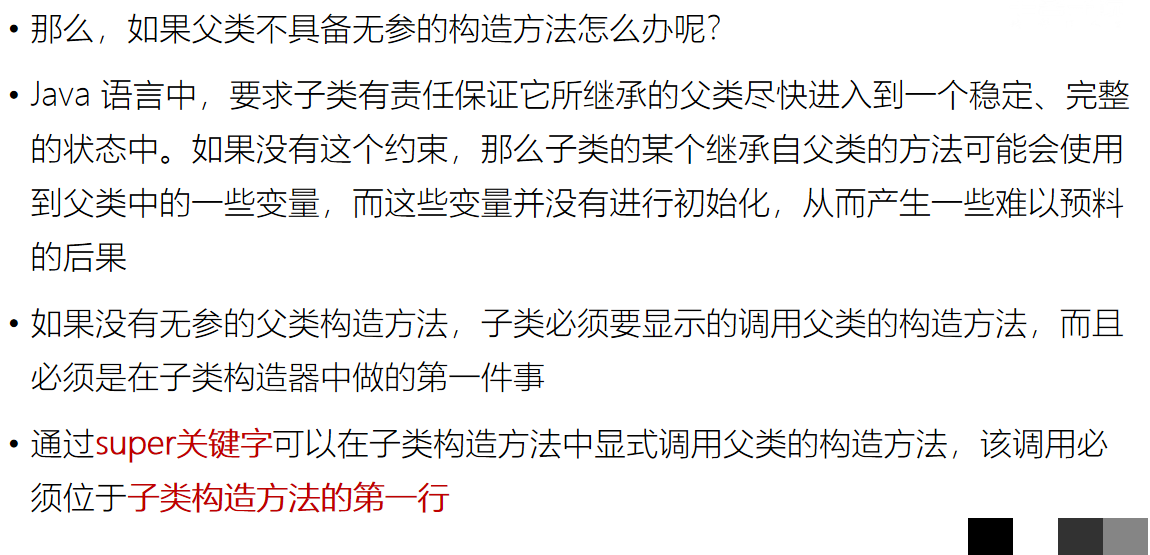 • 那么，如果父类不具备无参的构造方法怎么办呢？
• Java 语言中，要求子类有责任保证它所继承的父类尽快进入到一个稳定、完整
的状态中。如果没有这个约束，那么子类的某个继承自父类的方法可能会使用
到父类中的一些变量，而这些变量并没有进行初始化，从而产生一些难以预料
的后果
• 如果没有无参的父类构造方法，子类必须要显示的调用父类的构造方法，而且
必须是在子类构造器中做的第一件事
• 通过super关键字可以在子类构造方法中显式调用父类的构造方法，该调用必
须位于子类构造方法的第一行